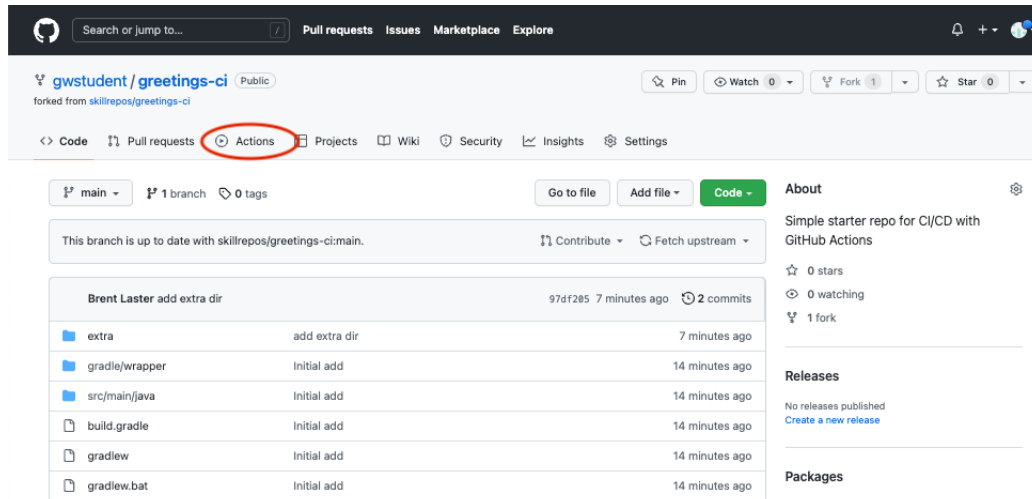 Search or jump to... / Pull requests Issues Marketplace Explore
gwstudent / greetings-ci Public Pin Watch 0 Fork 1 Star 0
forked from skillrepos/greetings-ci
Code Pull requests Actions Projects Wiki Security Insights Settings
main 1 branch 0 tags Go to file Add file Code
This branch is up to date with skillrepos/greetings-ci:main. Contribute Fetch upstream
Brent Laster add extra dir 97df205 7 minutes ago 2 commits
extra add extra dir 7 minutes ago
gradle/wrapper Initial add 14 minutes ago
src/main/java Initial add 14 minutes ago
build.gradle Initial add 14 minutes ago
gradlew Initial add 14 minutes ago
gradlew.bat Initial add 14 minutes ago
About
Simple starter repo for CI/CD with
GitHub Actions
0 stars
0 watching
1 fork
Releases
No releases published
Create a new release
Packages